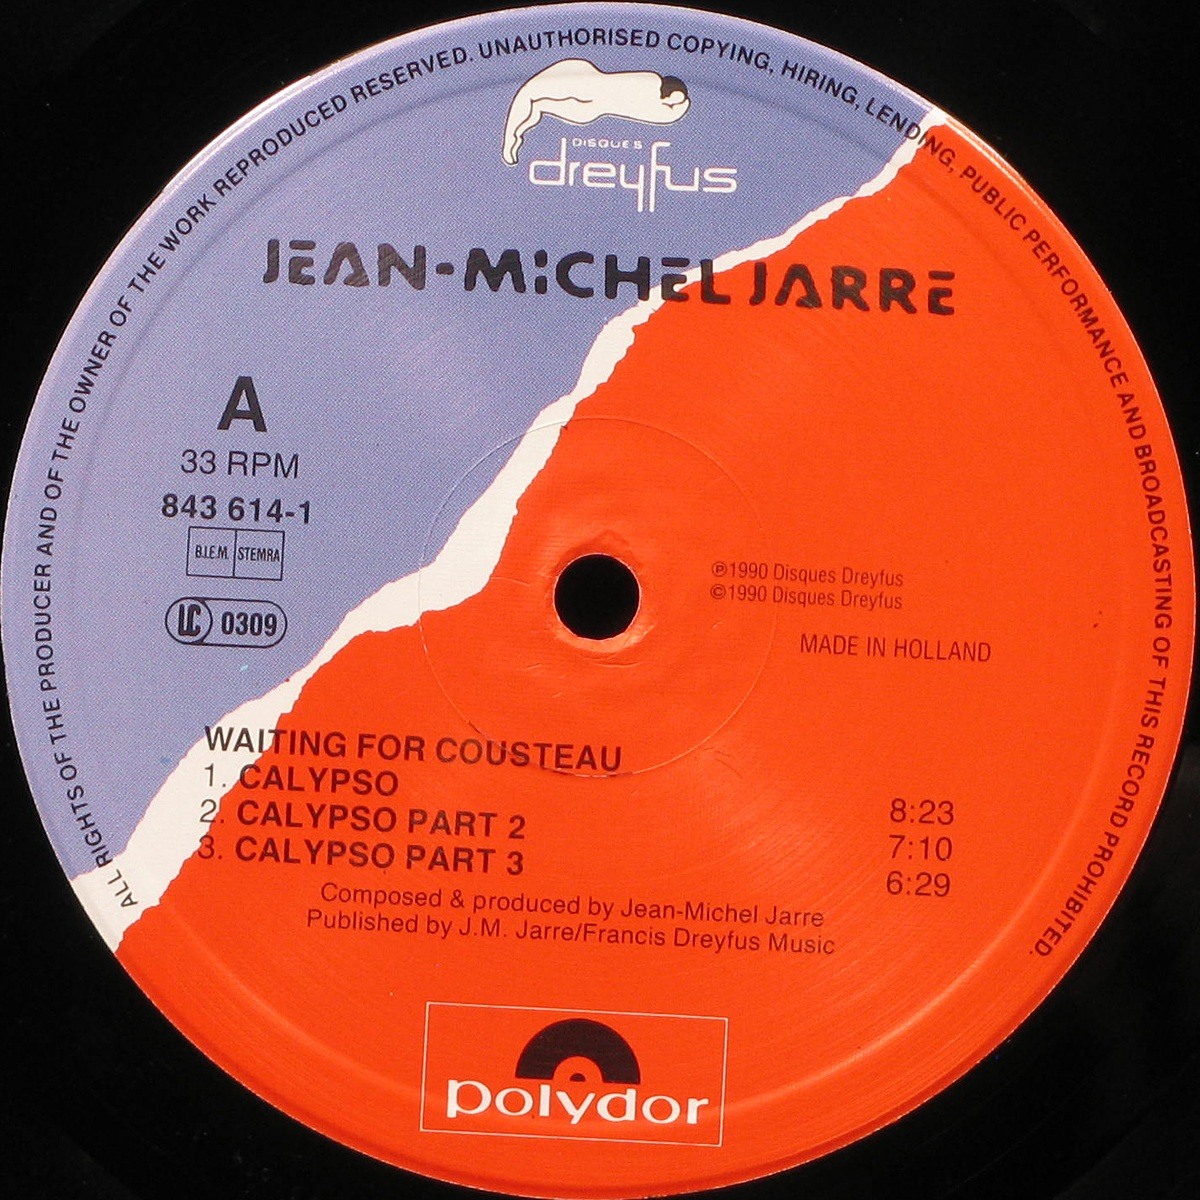 ALL RIGHTS OF THE PRODUCER AND OF THE OWNER OF THE WORK REPRODUCED RESERVED. UNAUTHORISED COPYING, HIRING, LENDING, PUBLIC PERFORMANCE AND BROADCASTING OF THIS RECORD PROHIBITED.
DISQUES
dreyfus
JEAN-MICHEL JARRE
A
33 RPM
843 614-1
B.I.E.M. STEMRA
LC 0309
℗1990 Disques Dreyfus
©1990 Disques Dreyfus
MADE IN HOLLAND
WAITING FOR COUSTEAU
1. CALYPSO 8:23
2. CALYPSO PART 2 7:10
3. CALYPSO PART 3 6:29
Composed & produced by Jean-Michel Jarre
Published by J.M. Jarre/Francis Dreyfus Music
polydor